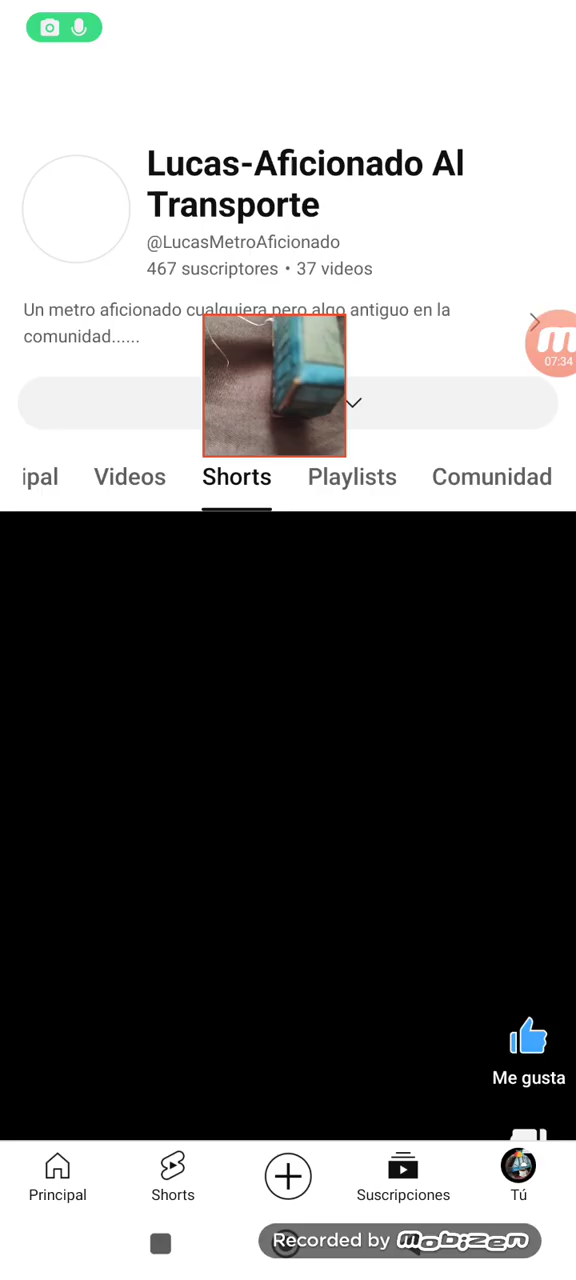 Lucas-Aficionado Al
Transporte
@LucasMetroAficionado
467 suscriptores • 37 videos
Un metro aficionado cualquiera pero algo antiguo en la
comunidad......
07:34
ipal Videos Shorts Playlists Comunidad
Me gusta
Principal Shorts Suscripciones Tú
Recorded by mobizen